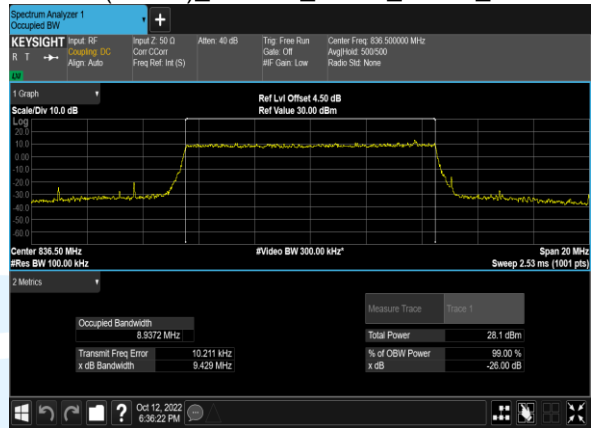 Spectrum Analyzer 1
Occupied BW
+
KEYSIGHT Input: RF Input Z: 50 Ω Atten: 40 dB Trig: Free Run Center Freq: 836.500000 MHz
R T Coupling: DC Corr CCorr Gate: Off Avg|Hold: 500/500
Align: Auto Freq Ref: Int (S) #IF Gain: Low Radio Std: None
1 Graph
Ref Lvl Offset 4.50 dB
Scale/Div 10.0 dB Ref Value 30.00 dBm
Log
20.0
10.0
0.00
-10.0
-20.0
-30.0
-40.0
-50.0
-60.0
Center 836.50 MHz #Video BW 300.00 kHz* Span 20 MHz
#Res BW 100.00 kHz Sweep 2.53 ms (1001 pts)
2 Metrics
Measure Trace Trace 1
Occupied Bandwidth
8.9372 MHz Total Power 28.1 dBm
Transmit Freq Error 10.211 kHz % of OBW Power 99.00 %
x dB Bandwidth 9.429 MHz x dB -26.00 dB
? Oct 12, 2022
6:36:22 PM